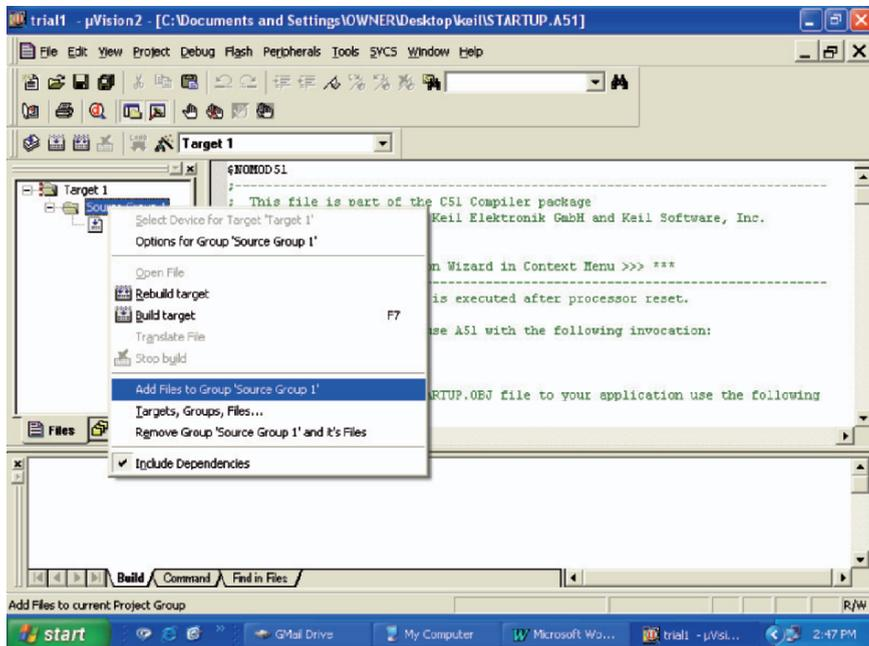 trial1 - µVision2 - [C:\Documents and Settings\OWNER\Desktop\keil\STARTUP.A51]
File Edit View Project Debug Flash Peripherals Tools SVCS Window Help
Target 1
$NOMOD51
Target 1
This file is part of the C51 Compiler package
Keil Elektronik GmbH and Keil Software, Inc.
Select Device for Target 'Target 1'
Options for Group 'Source Group 1'
Wizard in Context Menu >>> ***
Open File
Rebuild target
is executed after processor reset.
Build target F7
use A51 with the following invocation:
Translate File
Stop build
Add Files to Group 'Source Group 1'
RTUP.OBJ file to your application use the following
Targets, Groups, Files...
Files
Remove Group 'Source Group 1' and it's Files
Include Dependencies
Build Command Find in Files
Add Files to current Project Group R/W
start GMail Drive My Computer Microsoft Wo... trial1 - µVisi... 2:47 PM